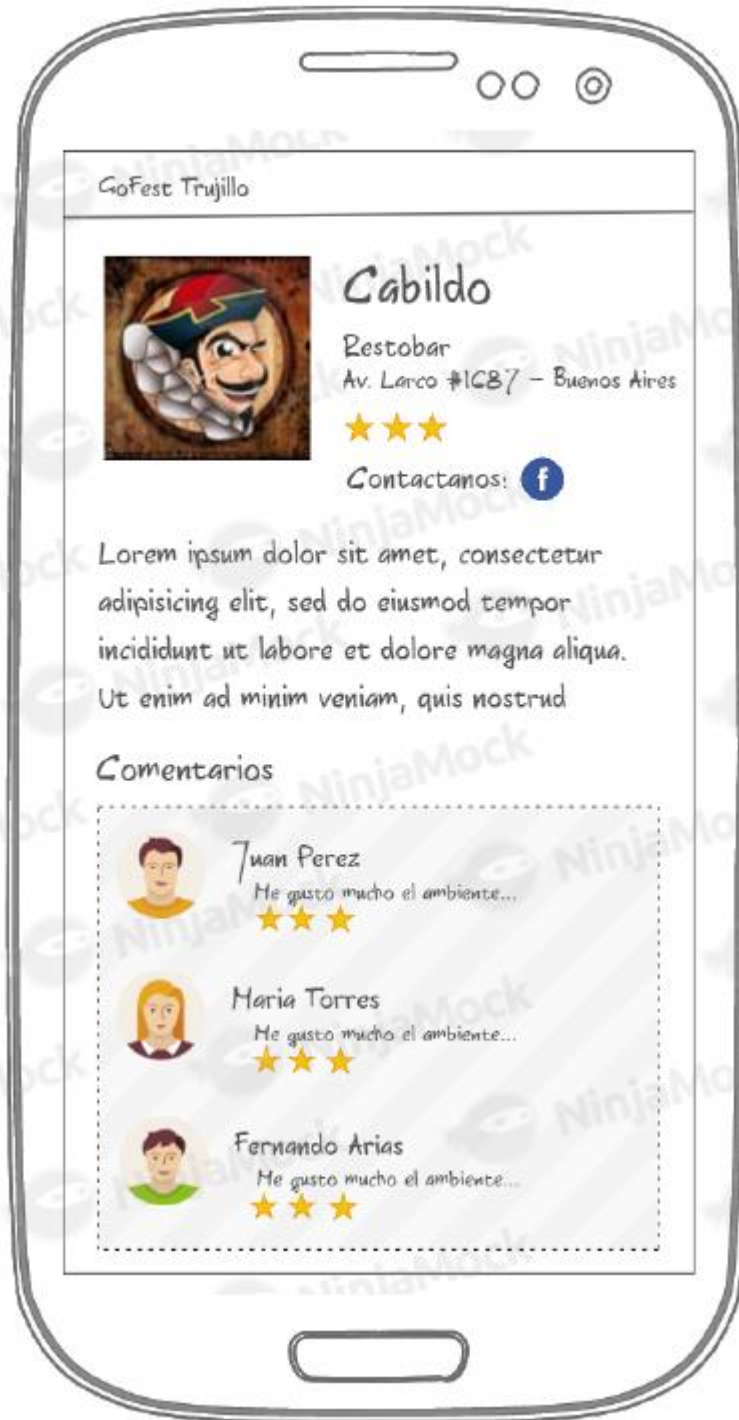 GoFest Trujillo
Cabildo
Restobar
Av. Larco #1687 – Buenos Aires
Contactanos:
f
Lorem ipsum dolor sit amet, consectetur
adipisicing elit, sed do eiusmod tempor
incididunt ut labore et dolore magna aliqua.
Ut enim ad minim veniam, quis nostrud
Comentarios
Juan Perez
Me gusto mucho el ambiente...
Maria Torres
Me gusto mucho el ambiente...
Fernando Arias
Me gusto mucho el ambiente...
NinjaMock